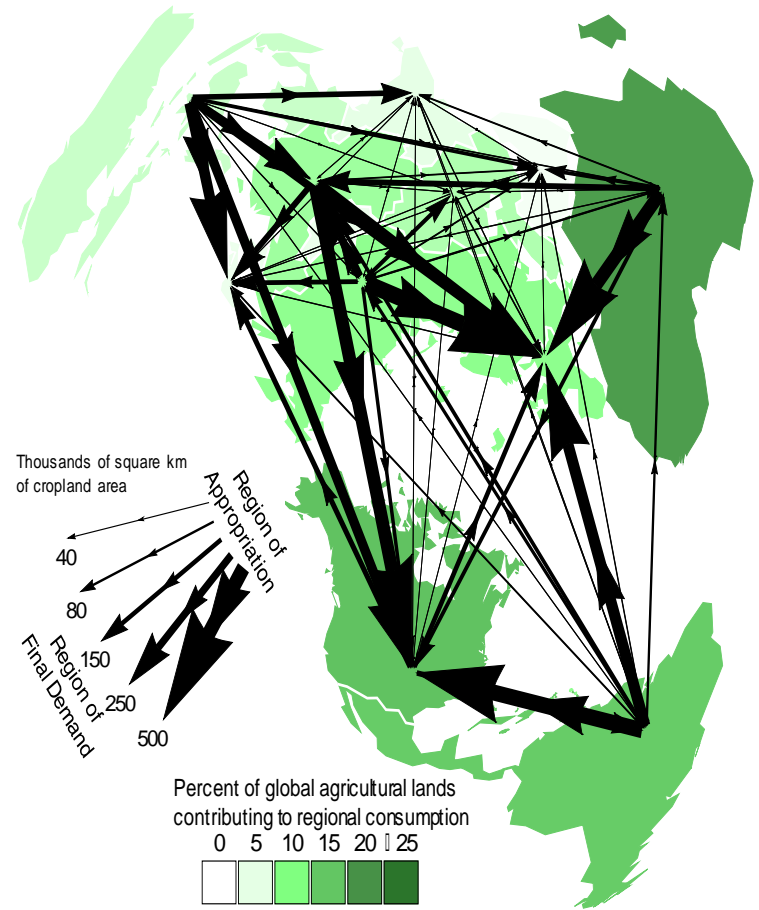 Thousands of square km
of cropland area
Region of
Appropriation
40
80
150
250
500
Region of
Final Demand
Percent of global agricultural lands
contributing to regional consumption
0 5 10 15 20 ▯ 25